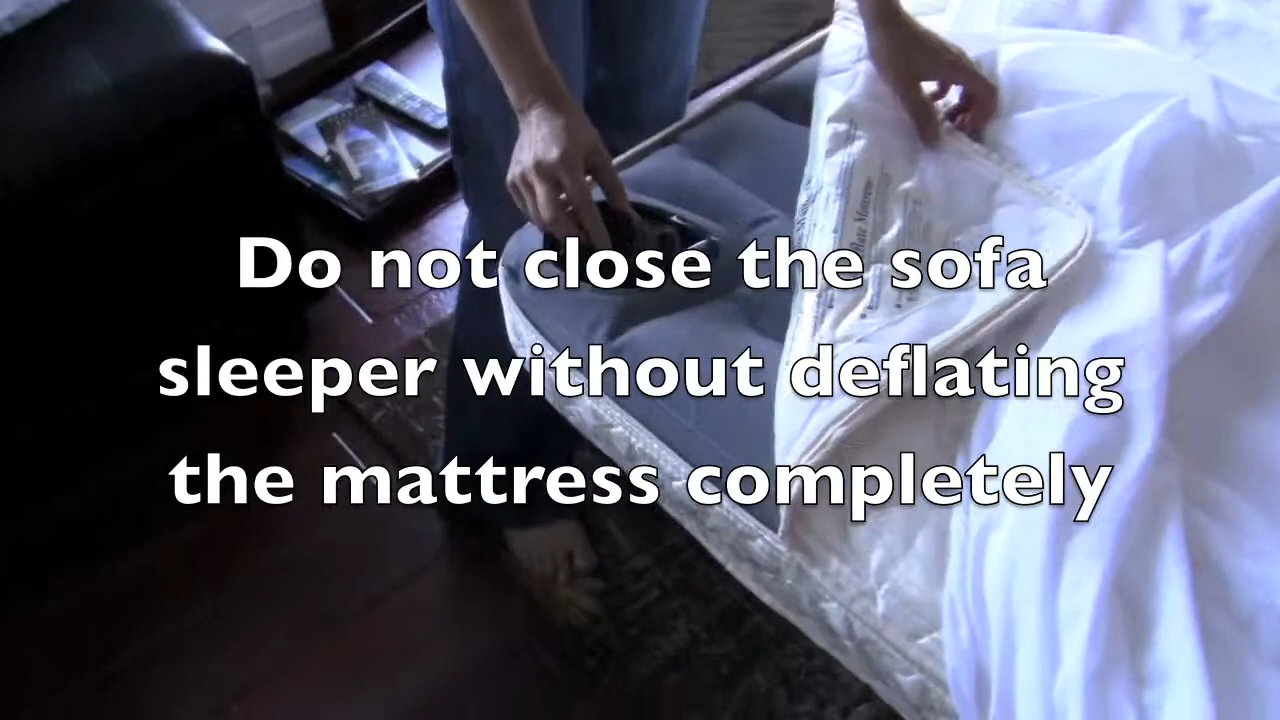 Do not close the sofa
sleeper without deflating
the mattress completely